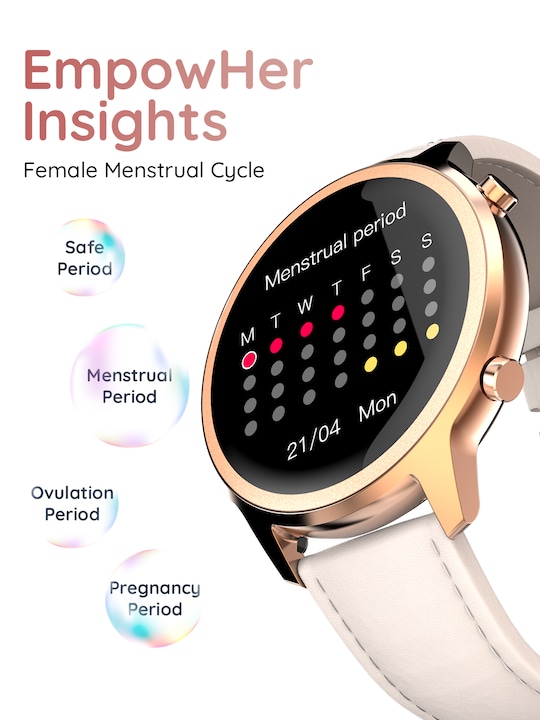 EmpowHer
Insights
Female Menstrual Cycle
Safe
Period
Menstrual
Period
Ovulation
Period
Pregnancy
Period
Menstrual period
M T W T F S S
21/04 Mon